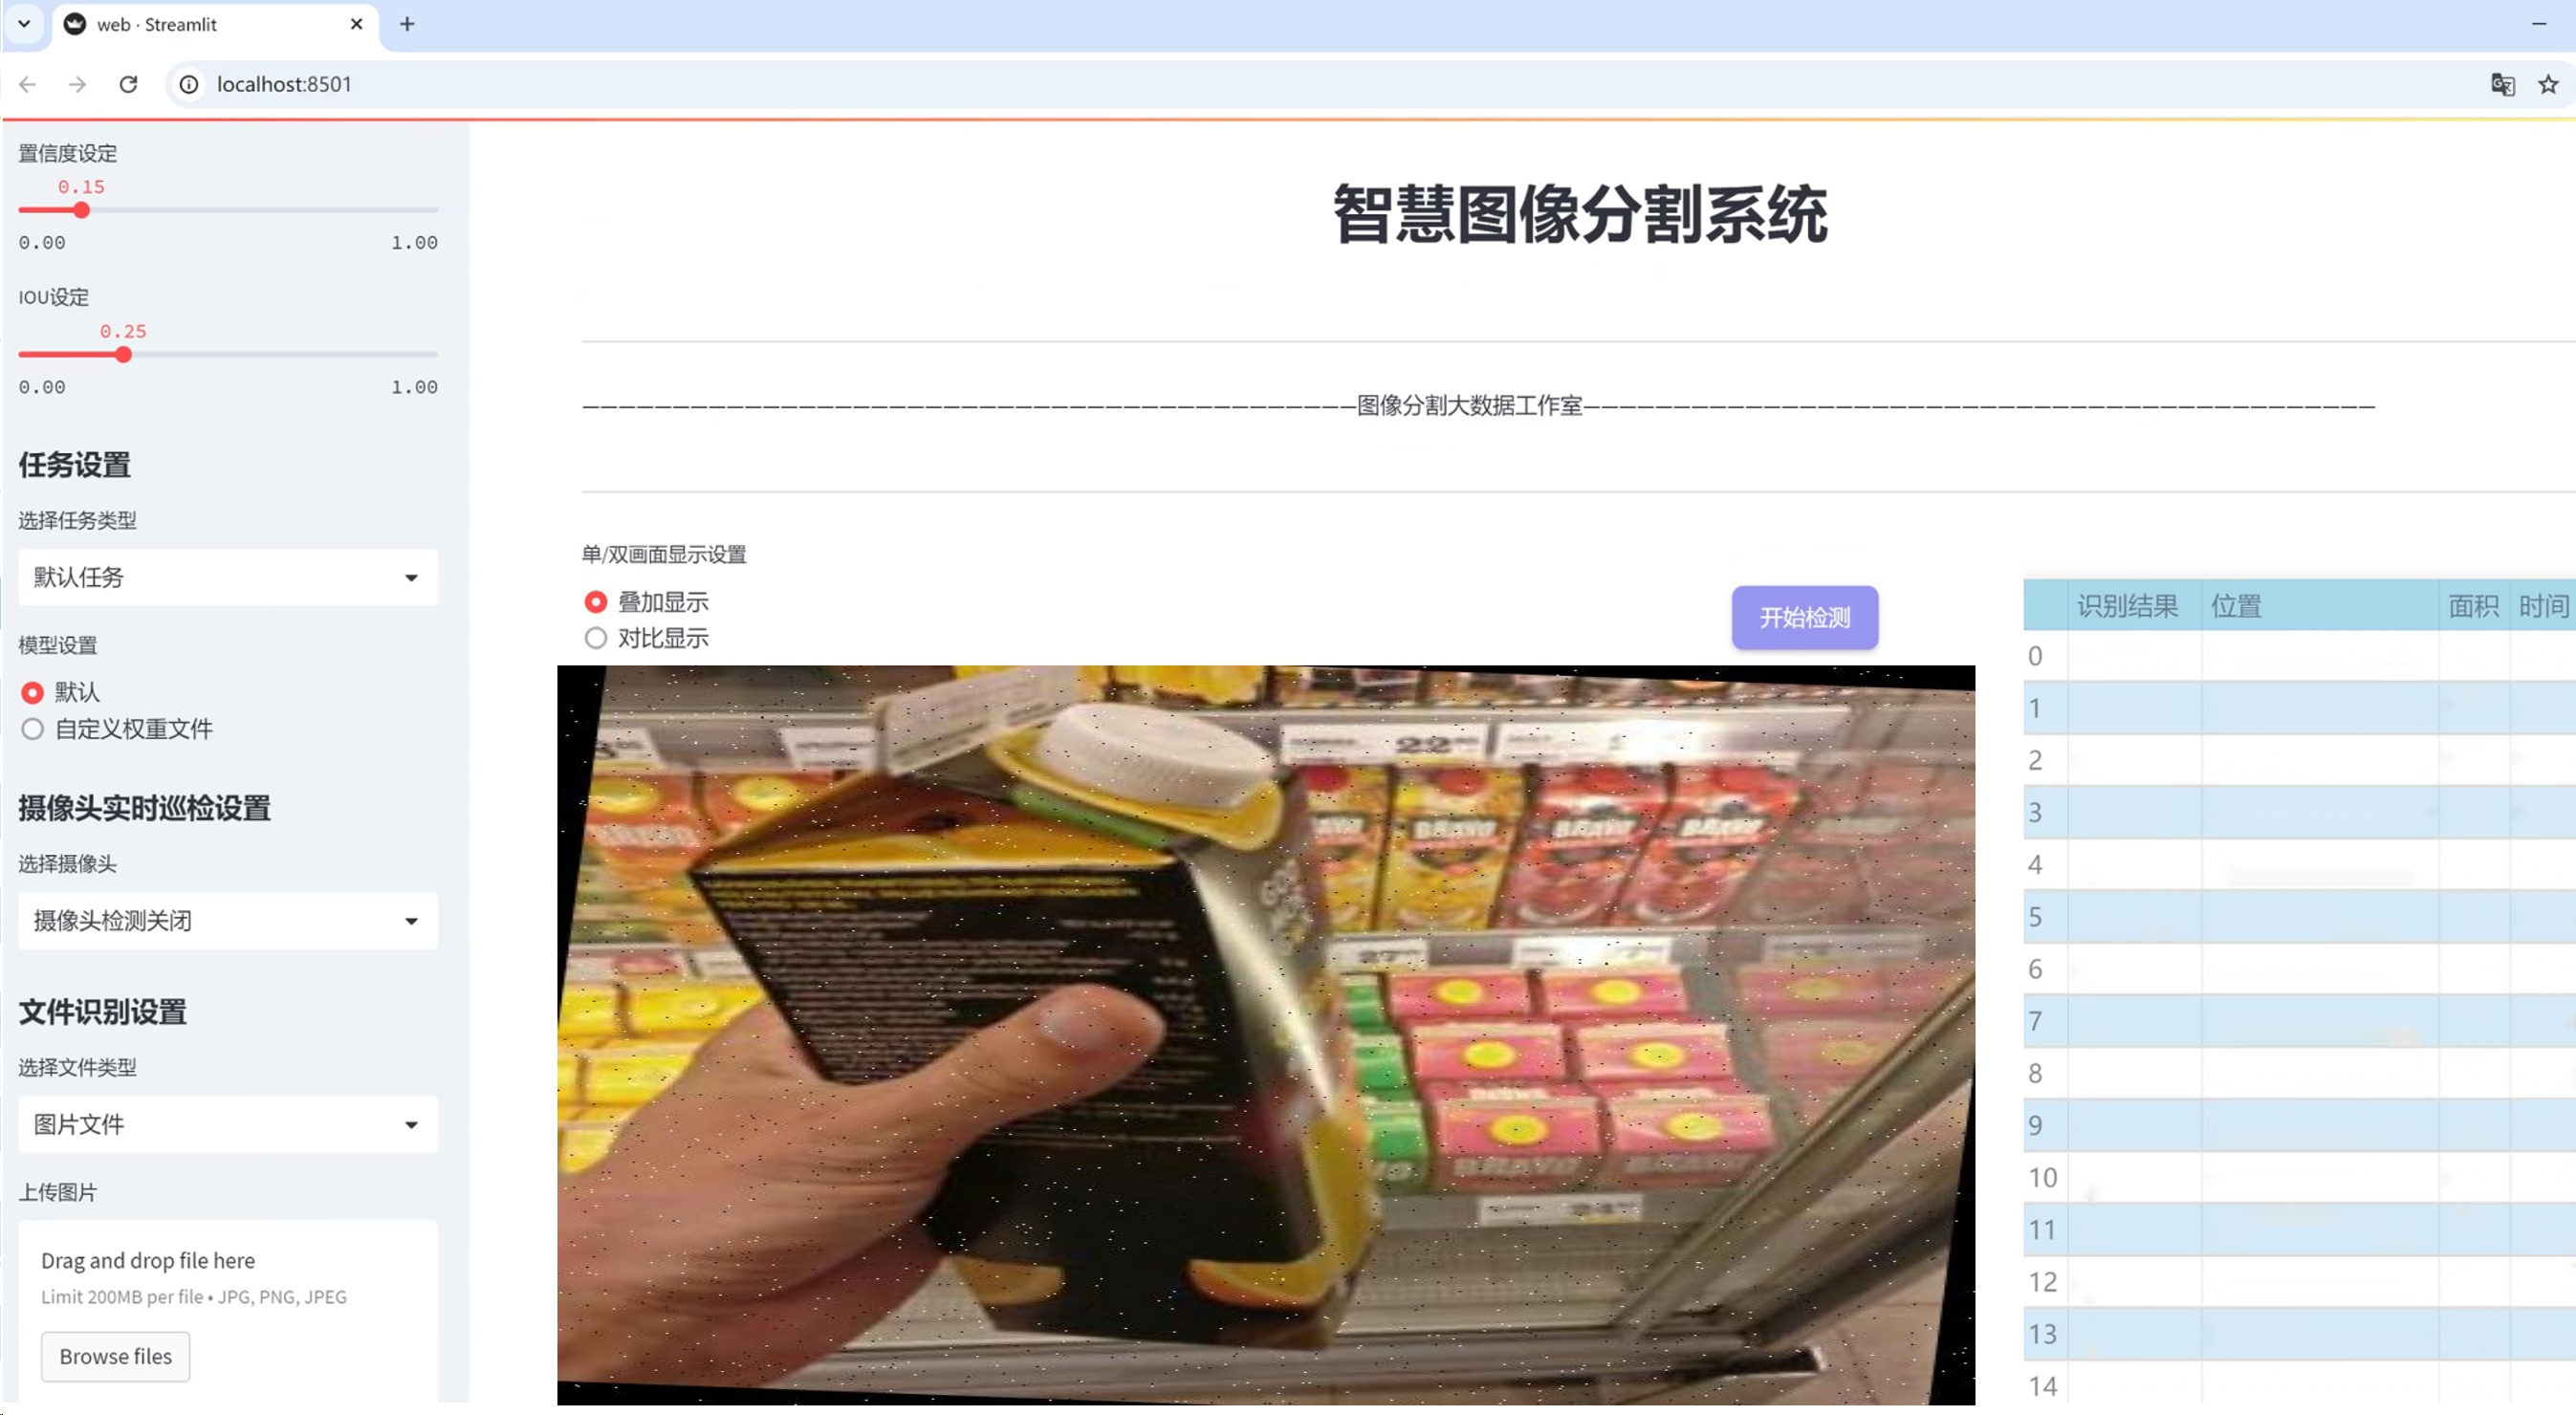 web · Streamlit
localhost:8501
置信度设定
0.15
0.00 1.00
IOU设定
0.25
0.00 1.00
任务设置
选择任务类型
默认任务
模型设置
默认
自定义权重文件
摄像头实时巡检设置
选择摄像头
摄像头检测关闭
文件识别设置
选择文件类型
图片文件
上传图片
Drag and drop file here
Limit 200MB per file • JPG, PNG, JPEG
Browse files
智慧图像分割系统
图像分割大数据工作室
单/双画面显示设置
叠加显示
对比显示
开始检测
22
BRAVO BRAVO BRAVO
27
BRAVO
识别结果 位置 面积 时间
0
1
2
3
4
5
6
7
8
9
10
11
12
13
14